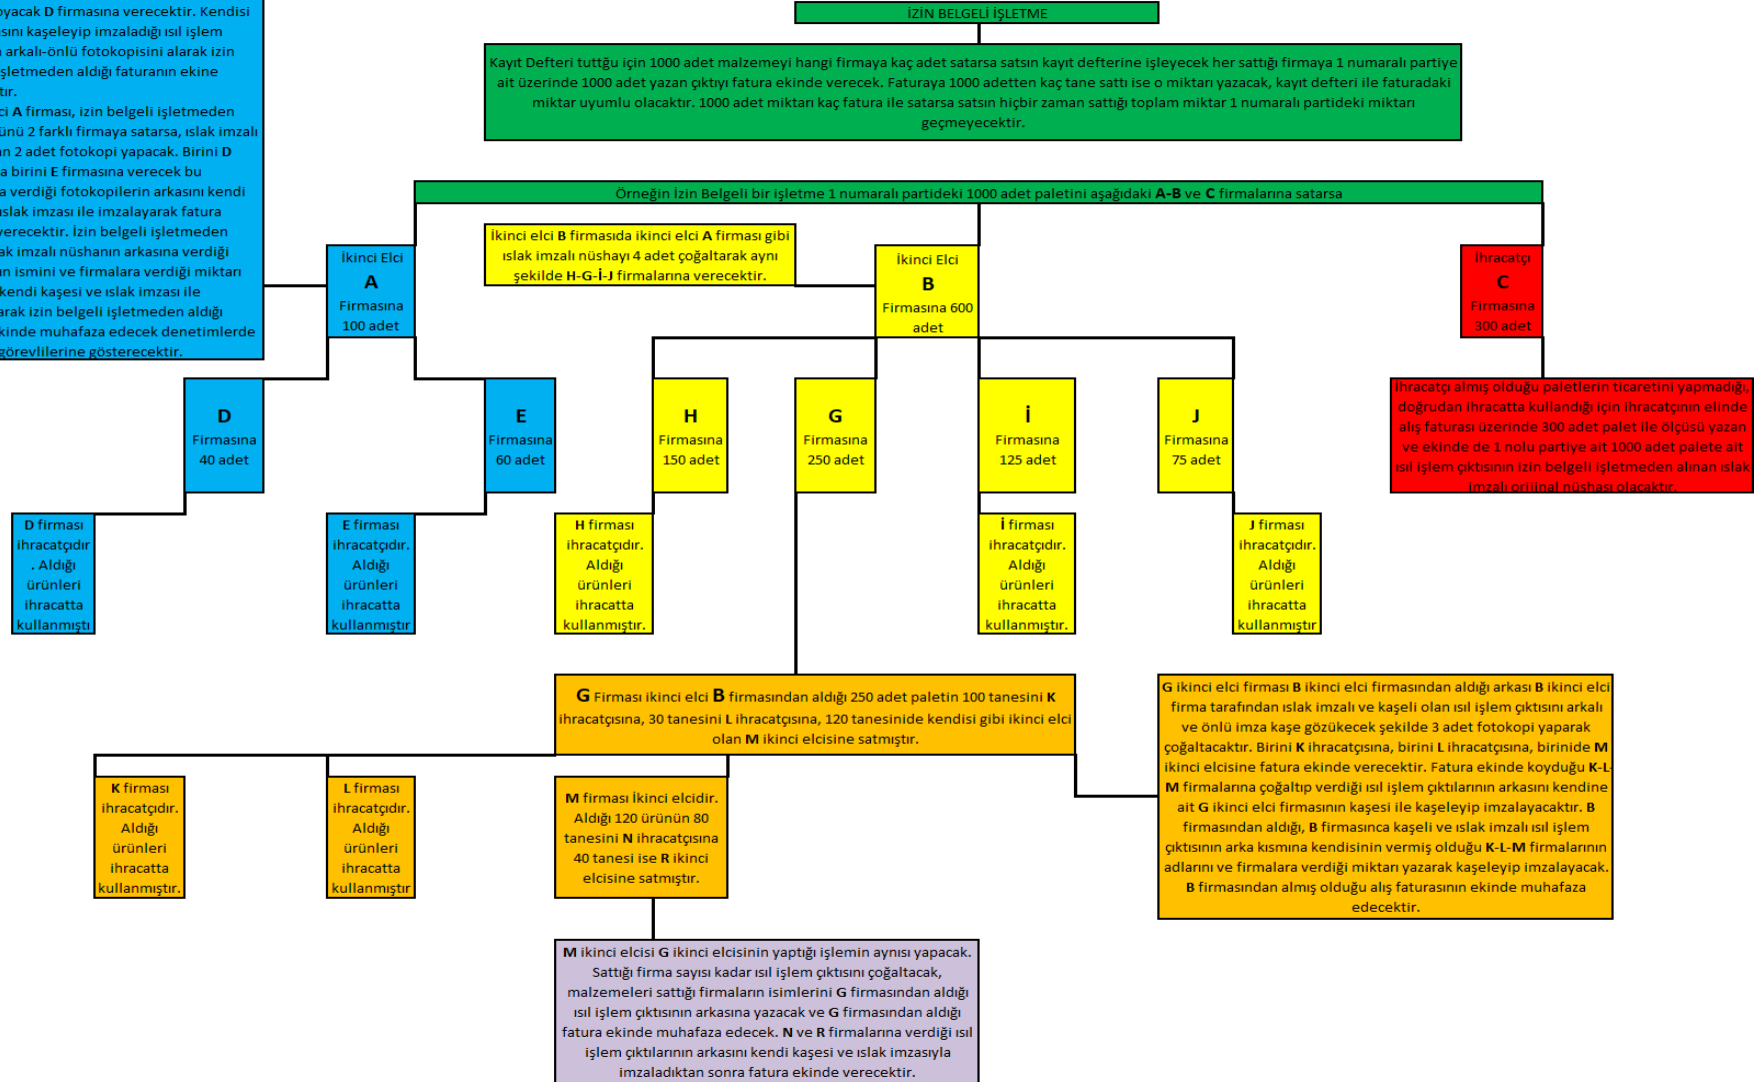 oyacak D firmasına verecektir. Kendisi
sını kaşeleyip imzaladığı ısıl işlem
arkalı-önlü fotokopisini alarak izin
şletmeden aldığı faturanın ekine
tır.
ci A firması, izin belgeli işletmeden
ünü 2 farklı firmaya satarsa, ıslak imzalı
an 2 adet fotokopi yapacak. Birini D
a birini E firmasına verecek bu
a verdiği fotokopilerin arkasını kendi
ıslak imzası ile imzalayarak fatura
verecektir. İzin belgeli işletmeden
ak imzalı nüshanın arkasına verdiği
ın ismini ve firmalara verdiği miktarı
kendi kaşesi ve ıslak imzası ile
arak izin belgeli işletmeden aldığı
kinde muhafaza edecek denetimlerde
görevlilerine gösterecektir.
İZİN BELGELİ İŞLETME
Kayıt Defteri tuttğu için 1000 adet malzemeyi hangi firmaya kaç adet satarsa satsın kayıt defterine işleyecek her sattığı firmaya 1 numaralı partiye
ait üzerinde 1000 adet yazan çıktıyı fatura ekinde verecek. Faturaya 1000 adetten kaç tane sattı ise o miktarı yazacak, kayıt defteri ile faturadaki
miktar uyumlu olacaktır. 1000 adet miktarı kaç fatura ile satarsa satsın hiçbir zaman sattığı toplam miktar 1 numaralı partideki miktarı
geçmeyecektir.
Örneğin İzin Belgeli bir işletme 1 numaralı partideki 1000 adet paletini aşağıdaki A-B ve C firmalarına satarsa
İkinci Elci
A
Firmasına
100 adet
İkinci elci B firmasıda ikinci elci A firması gibi
ıslak imzalı nüshayı 4 adet çoğaltarak aynı
şekilde H-G-İ-J firmalarına verecektir.
İkinci Elci
B
Firmasına 600
adet
İhracatçı
C
Firmasına
300 adet
D
Firmasına
40 adet
E
Firmasına
60 adet
H
Firmasına
150 adet
G
Firmasına
250 adet
İ
Firmasına
125 adet
J
Firmasına
75 adet
İhracatçı almış olduğu paletlerin ticaretini yapmadığı,
doğrudan ihracatta kullandığı için ihracatçının elinde
alış faturası üzerinde 300 adet palet ile ölçüsü yazan
ve ekinde de 1 nolu partiye ait 1000 adet palete ait
ısıl işlem çıktısının izin belgeli işletmeden alınan ıslak
imzalı orijinal nüshası olacaktır.
D firması
ihracatçıdır
. Aldığı
ürünleri
ihracatta
kullanmıştı
E firması
ihracatçıdır.
Aldığı
ürünleri
ihracatta
kullanmıştır
H firması
ihracatçıdır.
Aldığı
ürünleri
ihracatta
kullanmıştır.
İ firması
ihracatçıdır.
Aldığı
ürünleri
ihracatta
kullanmıştır.
J firması
ihracatçıdır.
Aldığı
ürünleri
ihracatta
kullanmıştır
G Firması ikinci elci B firmasından aldığı 250 adet paletin 100 tanesini K
ihracatçısına, 30 tanesini L ihracatçısına, 120 tanesinide kendisi gibi ikinci elci
olan M ikinci elcisine satmıştır.
G ikinci elci firması B ikinci elci firmasından aldığı arkası B ikinci elci
firma tarafından ıslak imzalı ve kaşeli olan ısıl işlem çıktısını arkalı
ve önlü imza kaşe gözükecek şekilde 3 adet fotokopi yaparak
çoğaltacaktır. Birini K ihracatçısına, birini L ihracatçısına, birinide M
ikinci elcisine fatura ekinde verecektir. Fatura ekinde koyduğu K-L-
M firmalarına çoğaltıp verdiği ısıl işlem çıktılarının arkasını kendine
ait G ikinci elci firmasının kaşesi ile kaşeleyip imzalayacaktır. B
firmasından aldığı, B firmasınca kaşeli ve ıslak imzalı ısıl işlem
çıktısının arka kısmına kendisinin vermiş olduğu K-L-M firmalarının
adlarını ve firmalara verdiği miktarı yazarak kaşeleyip imzalayacak.
B firmasından almış olduğu alış faturasının ekinde muhafaza
edecektir.
K firması
ihracatçıdır.
Aldığı
ürünleri
ihracatta
kullanmıştır.
L firması
ihracatçıdır.
Aldığı
ürünleri
ihracatta
kullanmıştır
M firması İkinci elcidir.
Aldığı 120 ürünün 80
tanesini N ihracatçısına
40 tanesi ise R ikinci
elcisine satmıştır.
M ikinci elcisi G ikinci elcisinin yaptığı işlemin aynısı yapacak.
Sattığı firma sayısı kadar ısıl işlem çıktısını çoğaltacak,
malzemeleri sattığı firmaların isimlerini G firmasından aldığı
ısıl işlem çıktısının arkasına yazacak ve G firmasından aldığı
fatura ekinde muhafaza edecek. N ve R firmalarına verdiği ısıl
işlem çıktılarının arkasını kendi kaşesi ve ıslak imzasıyla
imzaladıktan sonra fatura ekinde verecektir.